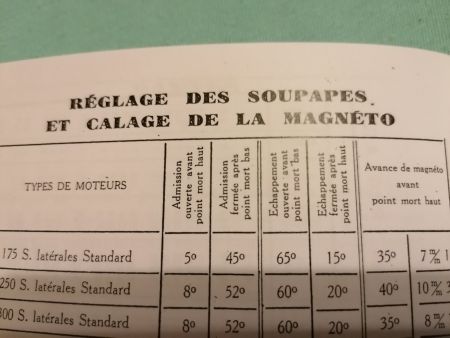 RÉGLAGE DES SOUPAPES
ET CALAGE DE LA MAGNÉTO
TYPES DE MOTEURS
Admission
ouverte avant
point mort haut
Admission
fermée après
point mort bas
Echappement
ouverte avant
point mort bas
Echappement
fermée après
point mort haut
Avance de magnéto
avant
point mort haut
175 S. latérales Standard 5º 45º 65º 15º 35º 7 m/m
250 S. latérales Standard 8º 52º 60º 20º 40º 10 m/m
300 S. latérales Standard 8º 52º 60º 20º 35º 8 m/m